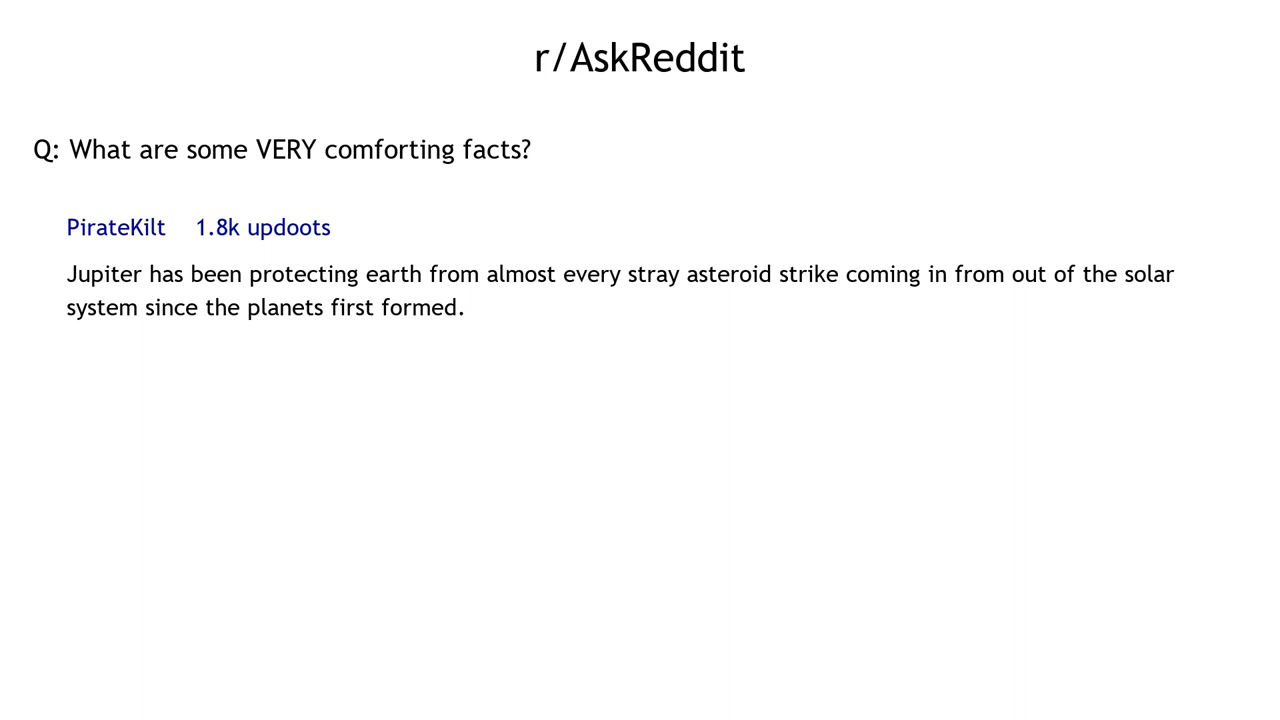 r/AskReddit
Q: What are some VERY comforting facts?
PirateKilt 1.8k updoots
Jupiter has been protecting earth from almost every stray asteroid strike coming in from out of the solar
system since the planets first formed.